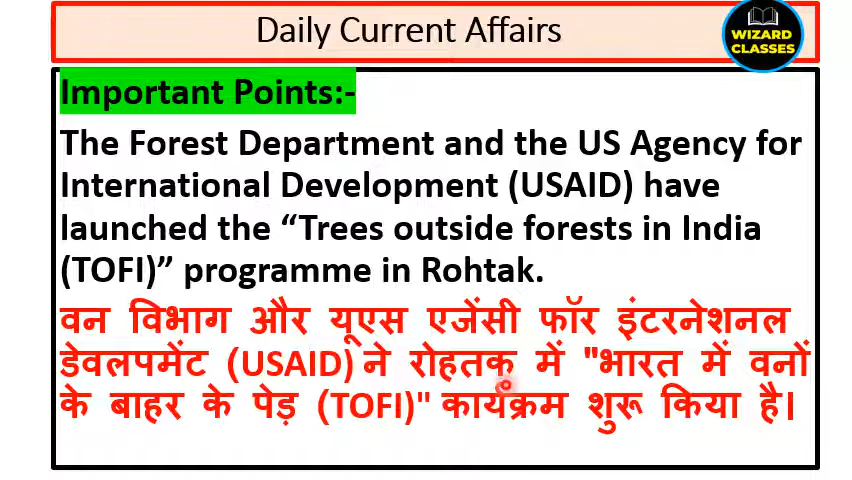 Daily Current Affairs
WIZARD
CLASSES
Important Points:-
The Forest Department and the US Agency for
International Development (USAID) have
launched the “Trees outside forests in India
(TOFI)” programme in Rohtak.
वन विभाग और यूएस एजेंसी फॉर इंटरनेशनल
डेवलपमेंट (USAID) ने रोहतक में "भारत में वनों
के बाहर के पेड़ (TOFI)" कार्यक्रम शुरू किया है।